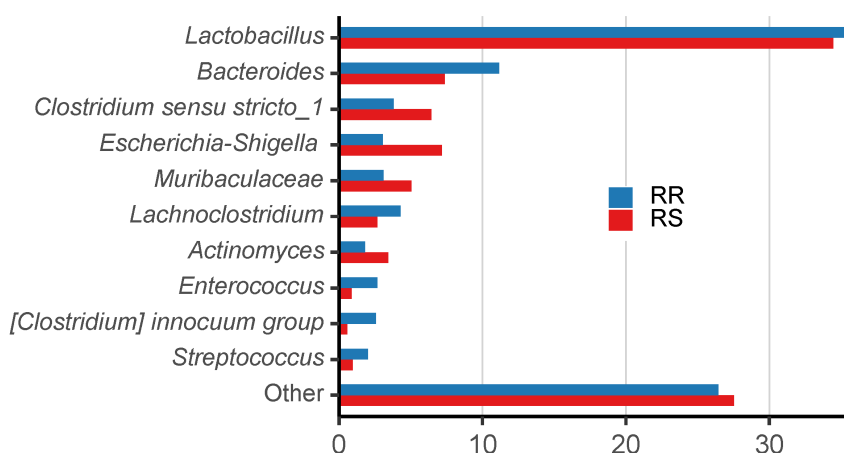 Lactobacillus
Bacteroides
Clostridium sensu stricto_1
Escherichia-Shigella
Muribaculaceae
Lachnoclostridium
Actinomyces
Enterococcus
[Clostridium] innocuum group
Streptococcus
Other
RR
RS
0 10 20 30